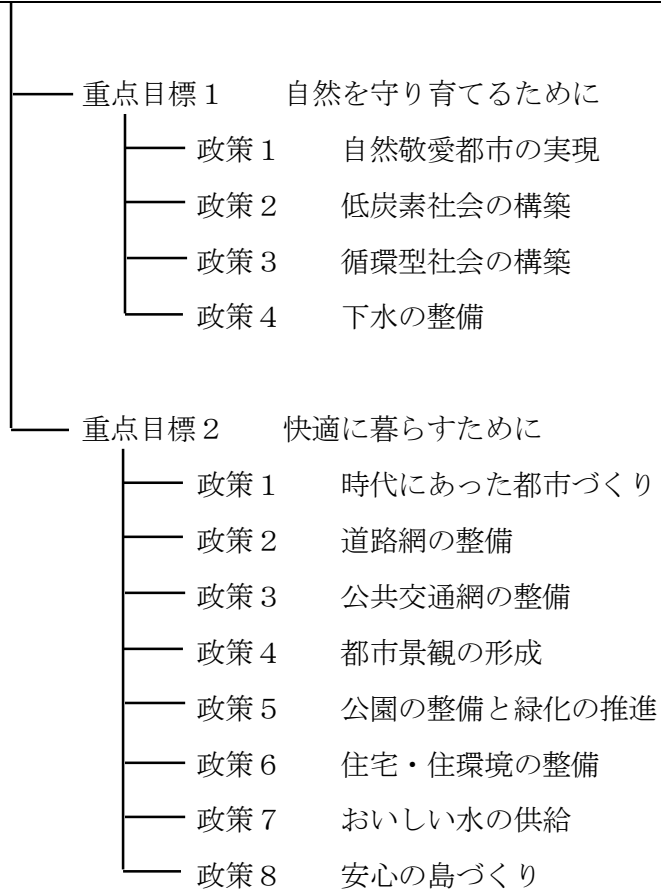 重点目標１　自然を守り育てるために
政策１　自然敬愛都市の実現
政策２　低炭素社会の構築
政策３　循環型社会の構築
政策４　下水の整備
重点目標２　快適に暮らすために
政策１　時代にあった都市づくり
政策２　道路網の整備
政策３　公共交通網の整備
政策４　都市景観の形成
政策５　公園の整備と緑化の推進
政策６　住宅・住環境の整備
政策７　おいしい水の供給
政策８　安心の島づくり